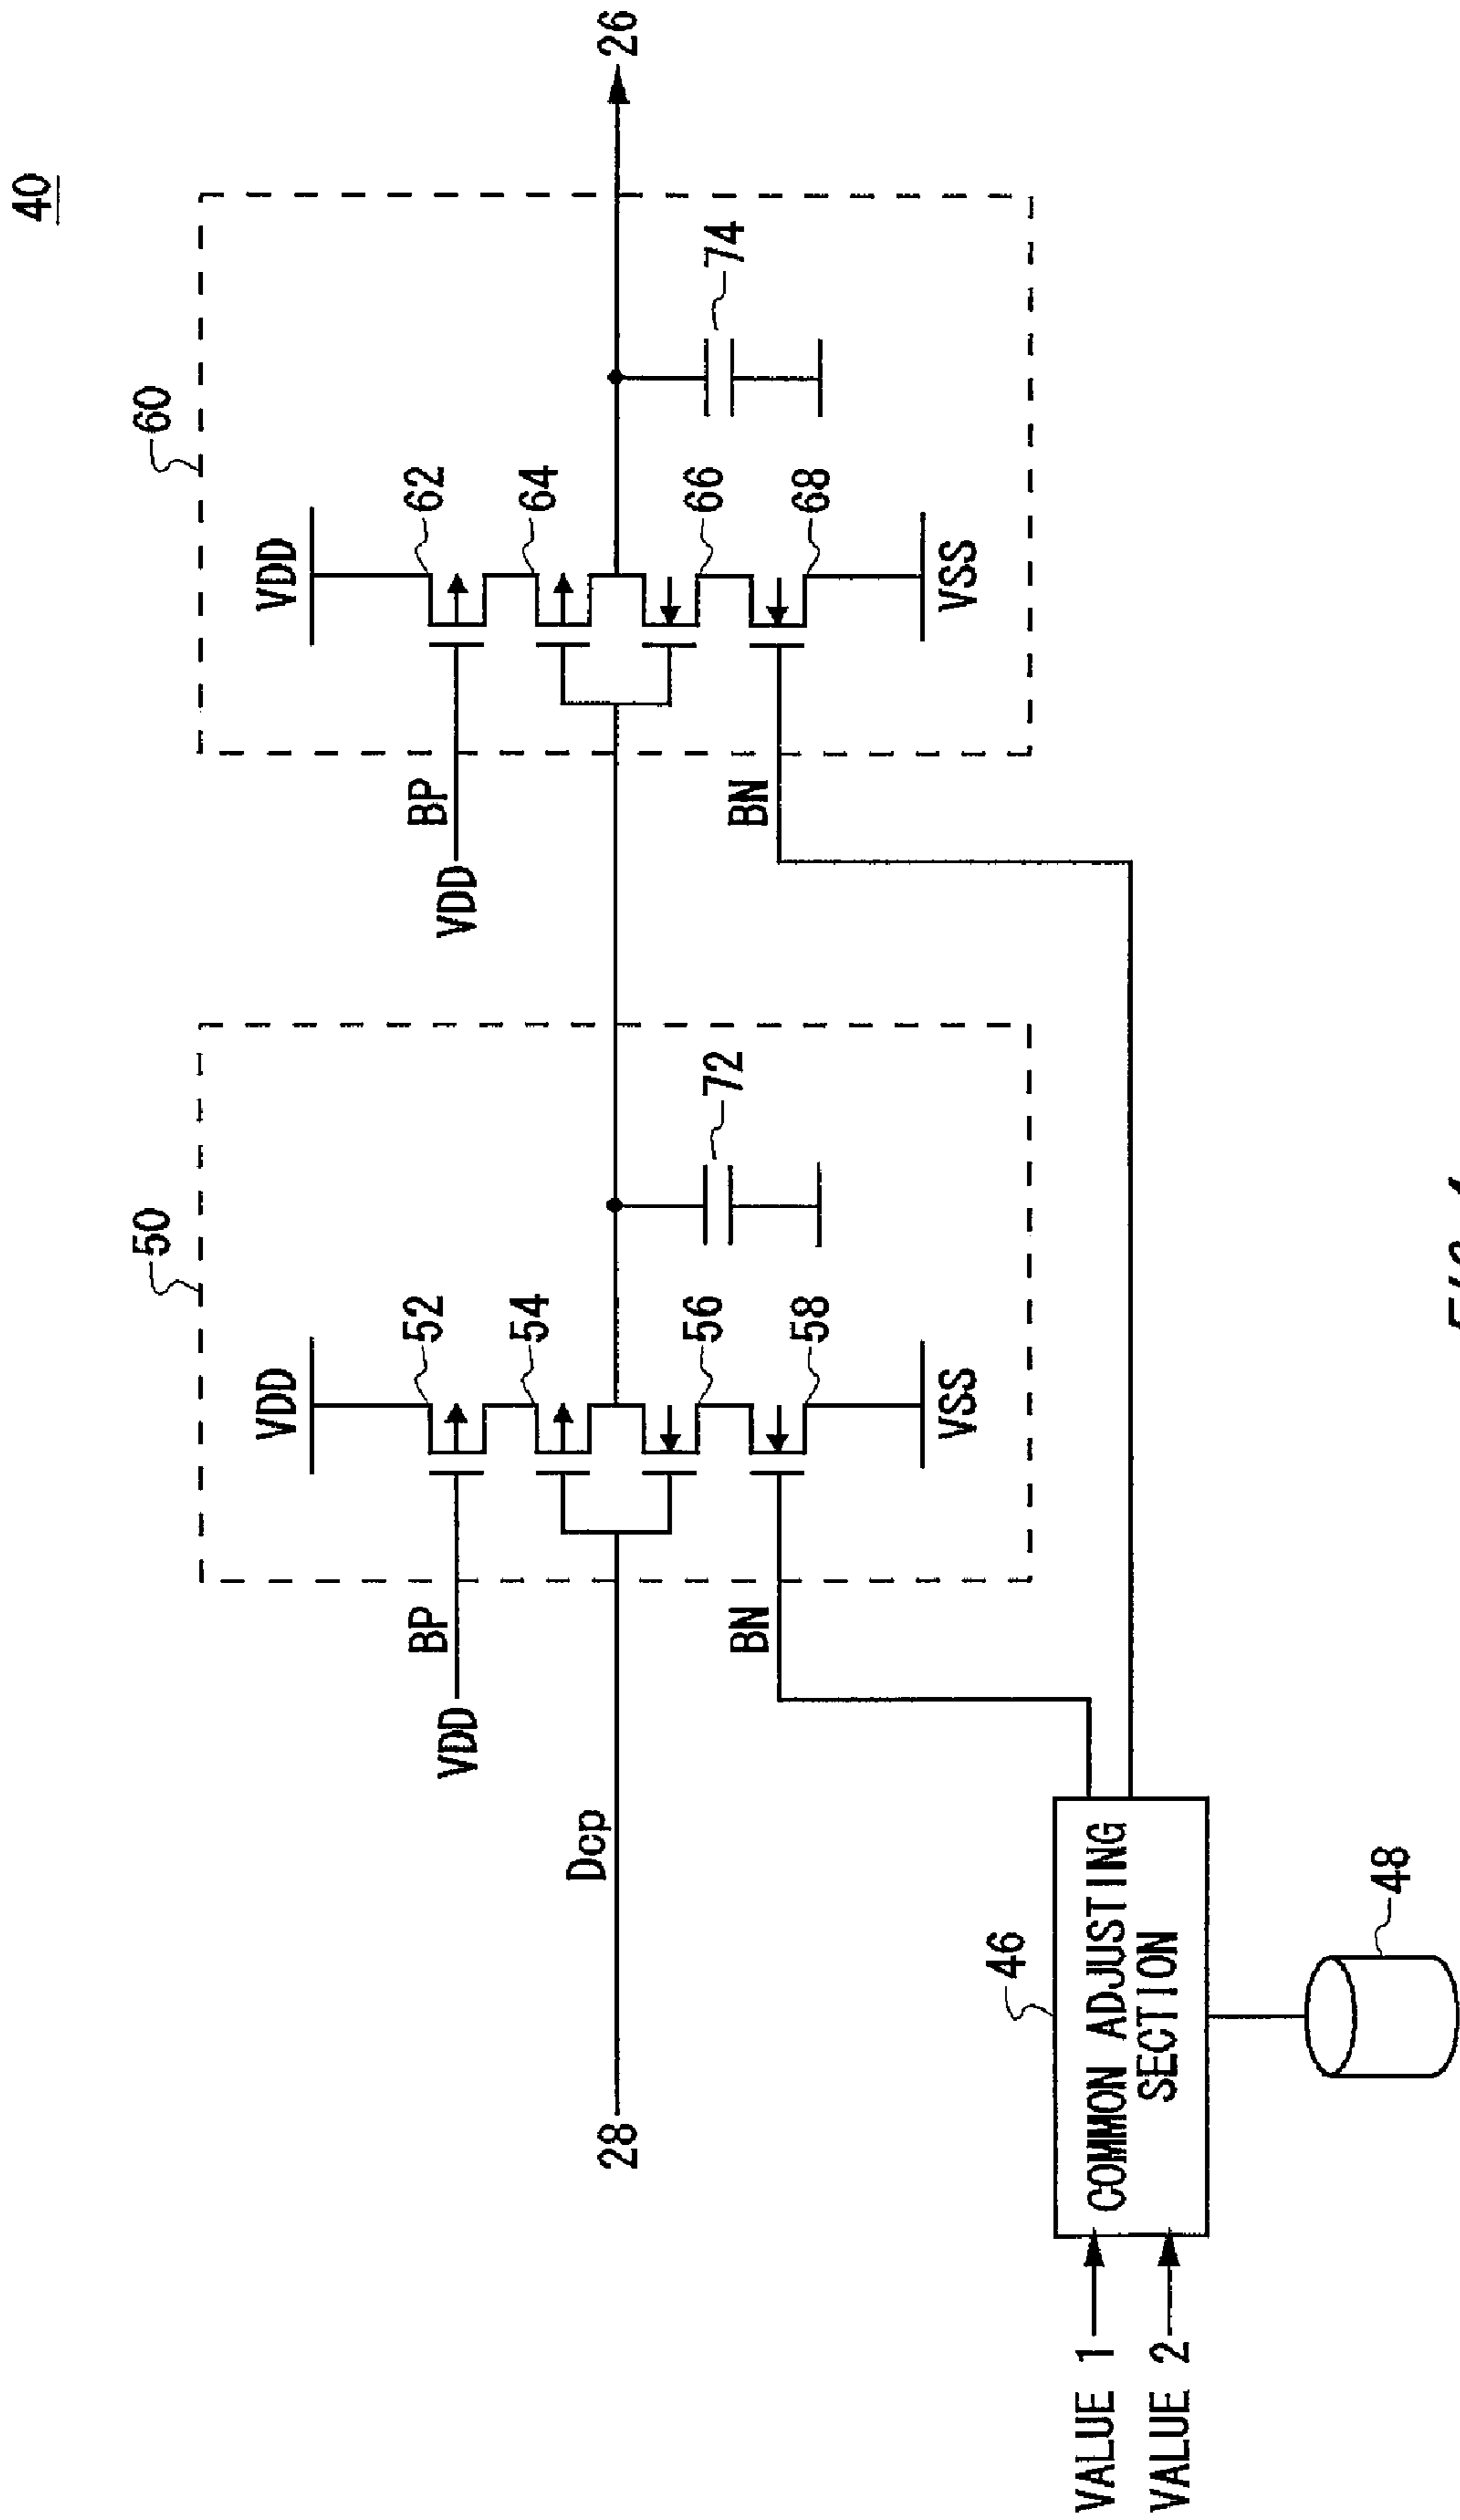 40
50
60
VDD
VDD
52
62
BP
BP
VDD
VDD
54
64
28
Dcp
26
56
72
66
74
BN
BN
58
68
VSS
VSS
46
VALUE 1
VALUE 2
COMMON ADJUSTING
SECTION
48